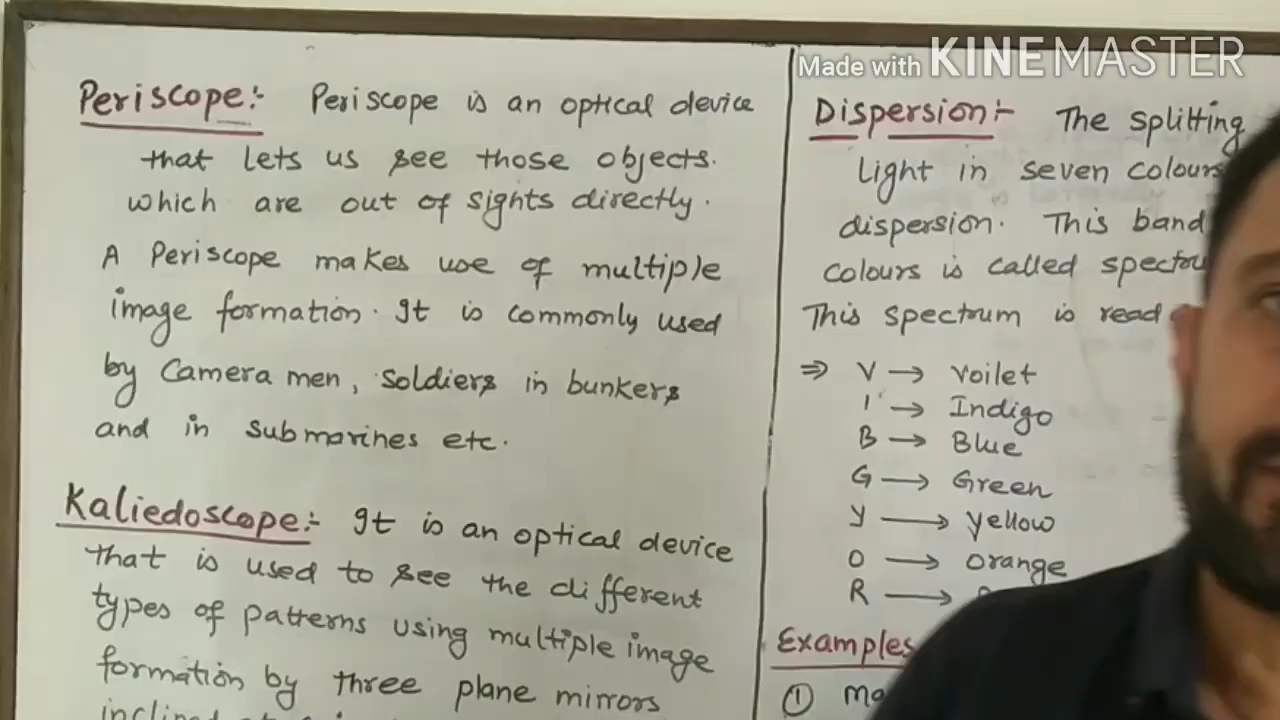 Made with KINEMASTER
Periscope:- Periscope is an optical device
that lets us see those objects.
which are out of sights directly.
A Periscope makes use of multiple
image formation. It is commonly used
by Camera men, soldiers in bunkers
and in submarines etc.
Kaliedoscope:- It is an optical device
that is used to see the different
types of patterns using multiple image
formation by three plane mirrors
Dispersion:- The splitting
light in seven colours
dispersion. This band
colours is called
This spectrum is read
⇒ V → Voilet
I → Indigo
B → Blue
G → Green
Y → Yellow
O → Orange
R →
Examples
①